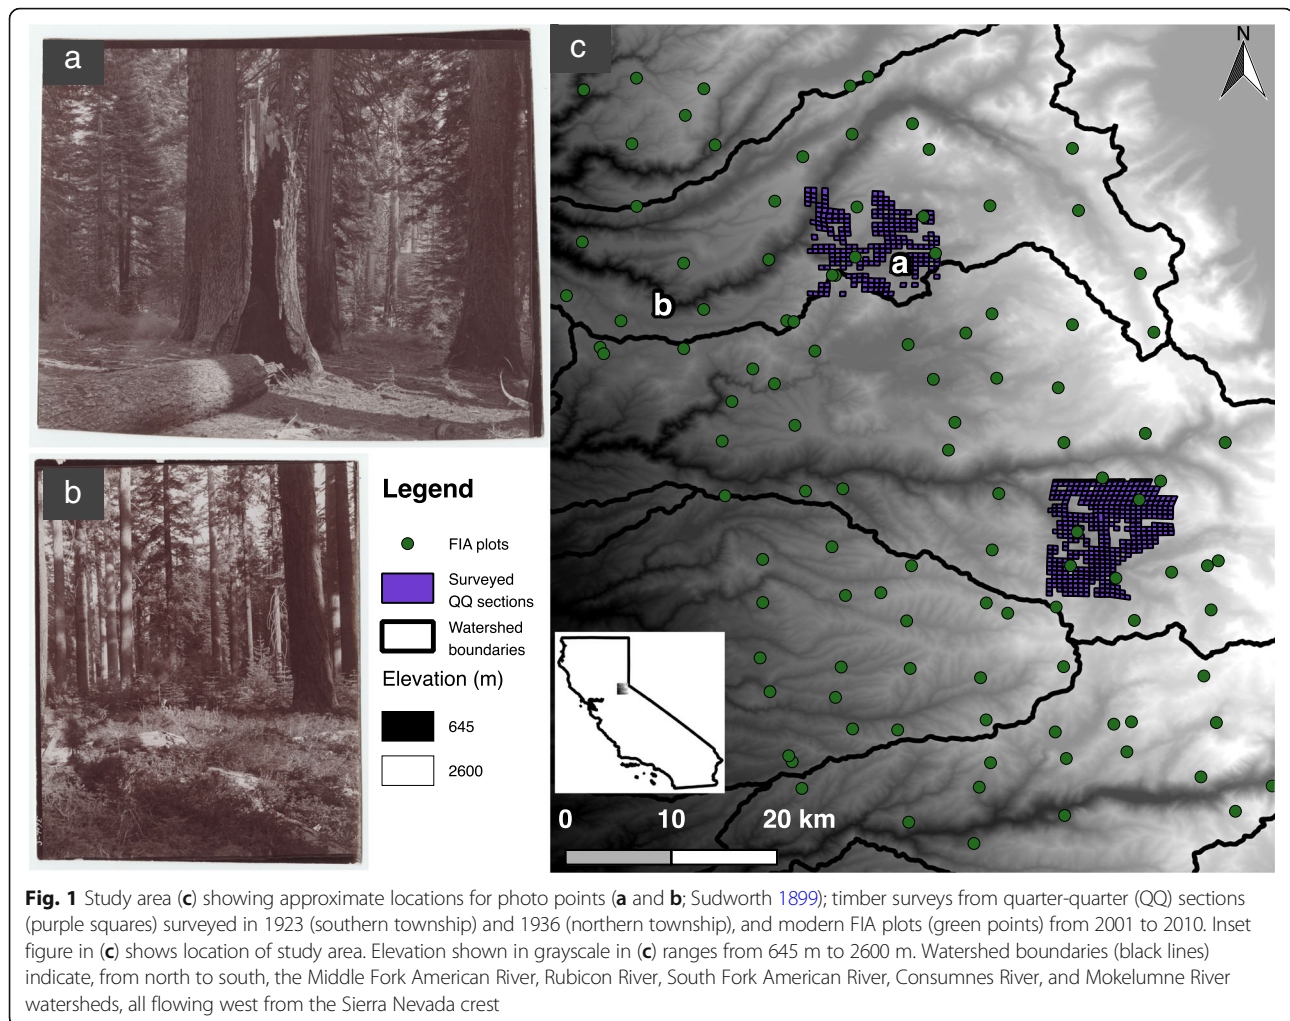 a
b
Legend
FIA plots
Surveyed
QQ sections
Watershed
boundaries
Elevation (m)
645
2600
c
N
a
b
0 10 20 km
Fig. 1 Study area (c) showing approximate locations for photo points (a and b; Sudworth 1899); timber surveys from quarter-quarter (QQ) sections
(purple squares) surveyed in 1923 (southern township) and 1936 (northern township), and modern FIA plots (green points) from 2001 to 2010. Inset
figure in (c) shows location of study area. Elevation shown in grayscale in (c) ranges from 645 m to 2600 m. Watershed boundaries (black lines)
indicate, from north to south, the Middle Fork American River, Rubicon River, South Fork American River, Consumnes River, and Mokelumne River
watersheds, all flowing west from the Sierra Nevada crest